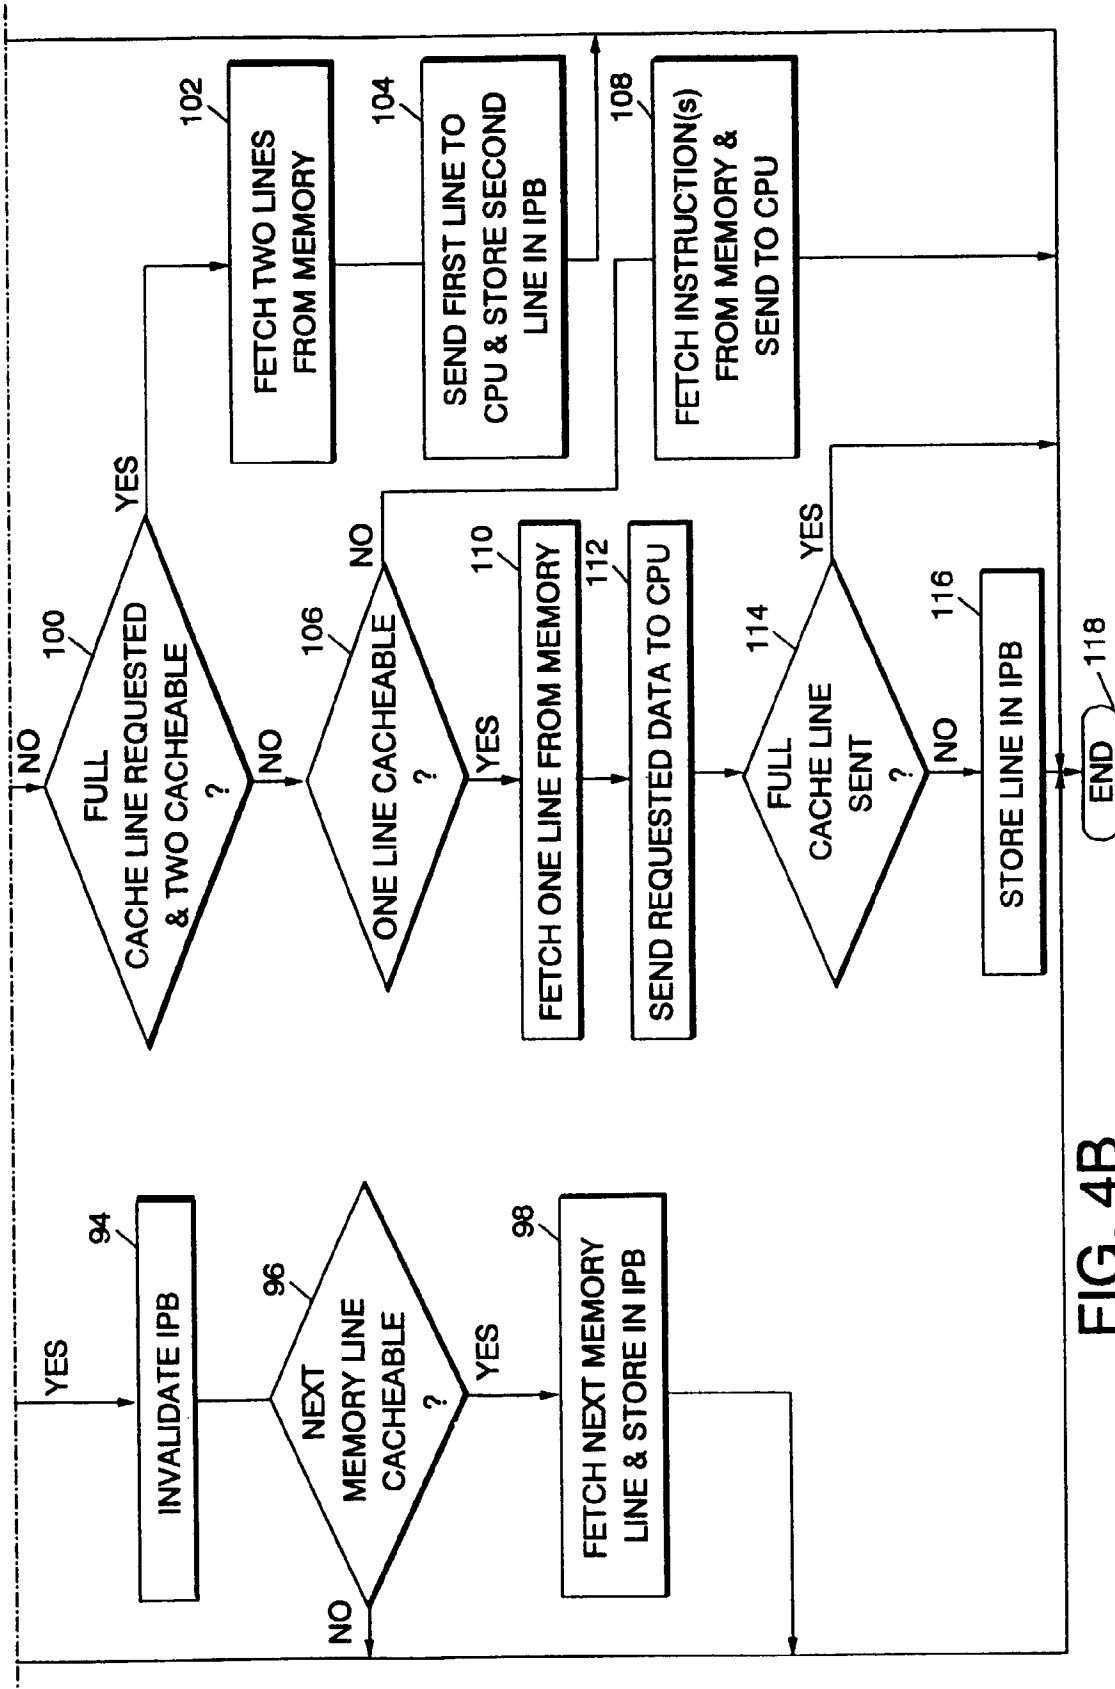 YES
94
INVALIDATE IPB
96
NEXT
MEMORY LINE
CACHEABLE
?
NO
YES
98
FETCH NEXT MEMORY
LINE & STORE IN IPB
NO
100
FULL
CACHE LINE REQUESTED
& TWO CACHEABLE
?
YES
NO
102
FETCH TWO LINES
FROM MEMORY
104
SEND FIRST LINE TO
CPU & STORE SECOND
LINE IN IPB
106
ONE LINE CACHEABLE
?
NO
YES
108
FETCH INSTRUCTION(s)
FROM MEMORY &
SEND TO CPU
110
FETCH ONE LINE FROM MEMORY
112
SEND REQUESTED DATA TO CPU
114
FULL
CACHE LINE
SENT
?
YES
NO
116
STORE LINE IN IPB
118
END
FIG. 4B